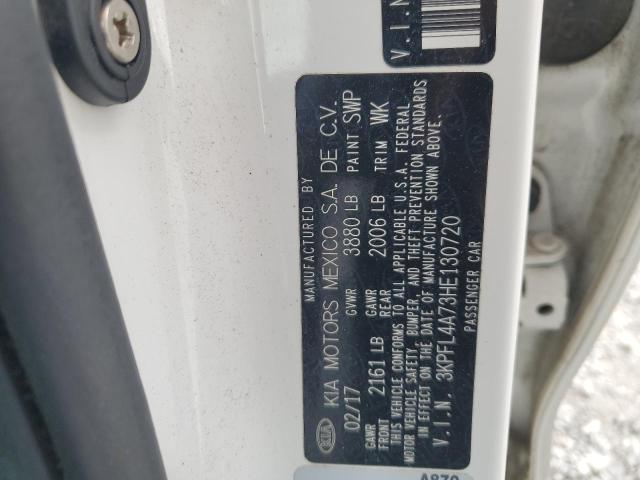 V.I.N.
MANUFACTURED BY
KIA KIA MOTORS MEXICO S.A. DE C.V.
02/17 GVWR 3880 LB PAINT SWP
GAWR FRONT 2161 LB GAWR REAR 2006 LB TRIM WK
THIS VEHICLE CONFORMS TO ALL APPLICABLE U.S.A. FEDERAL
MOTOR VEHICLE SAFETY, BUMPER, AND THEFT PREVENTION STANDARDS
IN EFFECT ON THE DATE OF MANUFACTURE SHOWN ABOVE.
V.I.N. 3KPFL4A73HE130720
PASSENGER CAR
A870